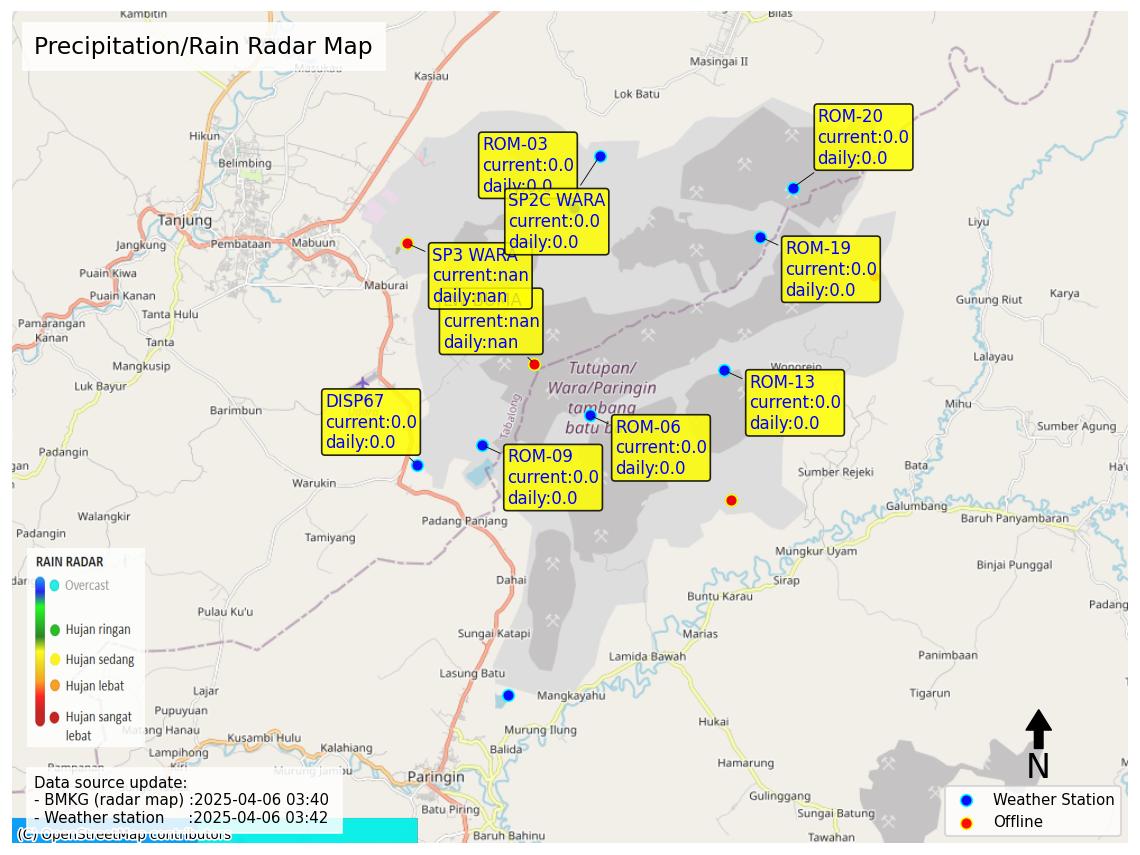 Precipitation/Rain Radar Map
Kambitin
Bilas
Masingai II
Masukau
Kasiau
Lok Batu
Hikun
Belimbing
ROM-20
current:0.0
daily:0.0
ROM-03
current:0.0
daily:0.0
SP2C WARA
current:0.0
daily:0.0
Tanjung
Jangkung
Pembataan
Mabuun
Liyu
SP3 WARA
current:nan
daily:nan
ROM-19
current:0.0
daily:0.0
Puain Kiwa
Puain Kanan
Maburai
Tanta Hulu
Gunung Riut
Karya
current:nan
daily:nan
Pamarangan
Kanan
Tanta
Mangkusip
Luk Bayur
Lalayau
Wonorejo
Tutupan/
Wara/Paringin
tambang
batu b
Tabalong
ROM-13
current:0.0
daily:0.0
DISP67
current:0.0
daily:0.0
Barimbun
Mihu
ROM-06
current:0.0
daily:0.0
Sumber Agung
ROM-09
current:0.0
daily:0.0
Padangin
Warukin
Sumber Rejeki
Bata
Galumbang
Baruh Panyambaran
Walangkir
Padangin
Tamiyang
Padang Panjang
Mungkur Uyam
Binjai Punggal
Sirap
Dahai
Buntu Karau
Padang
RAIN RADAR
Overcast
Hujan ringan
Hujan sedang
Hujan lebat
Hujan sangat
lebat
Pulau Ku'u
Sungai Katapi
Marias
Lamida Bawah
Panimbaan
Lasung Batu
Tigarun
Lajar
Mangkayahu
Pupuyuan
Matang Hanau
Hukai
Murung Ilung
Kusambi Hulu
Kalahiang
Lampihong
Kiri
Balida
Hamarung
Pampanan
Murung Jambu
Paringin
Gulinggang
N
Batu Piring
Sungai Batung
Baruh Bahinu
Tawahan
Data source update:
- BMKG (radar map) :2025-04-06 03:40
- Weather station :2025-04-06 03:42
(C) OpenStreetMap contributors
Weather Station
Offline